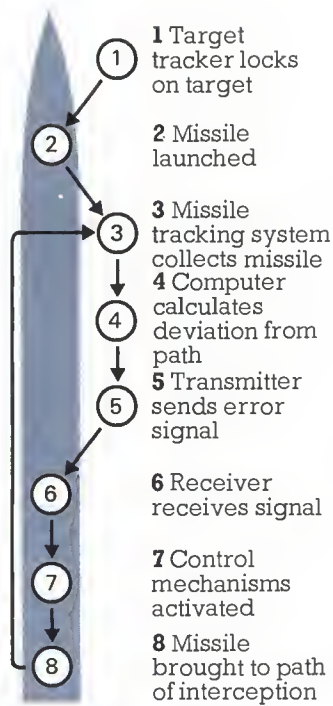 1
1 Target
tracker locks
on target
2
2 Missile
launched
3
3 Missile
tracking system
collects missile
4
4 Computer
calculates
deviation from
path
5
5 Transmitter
sends error
signal
6
6 Receiver
receives signal
7
7 Control
mechanisms
activated
8
8 Missile
brought to path
of interception